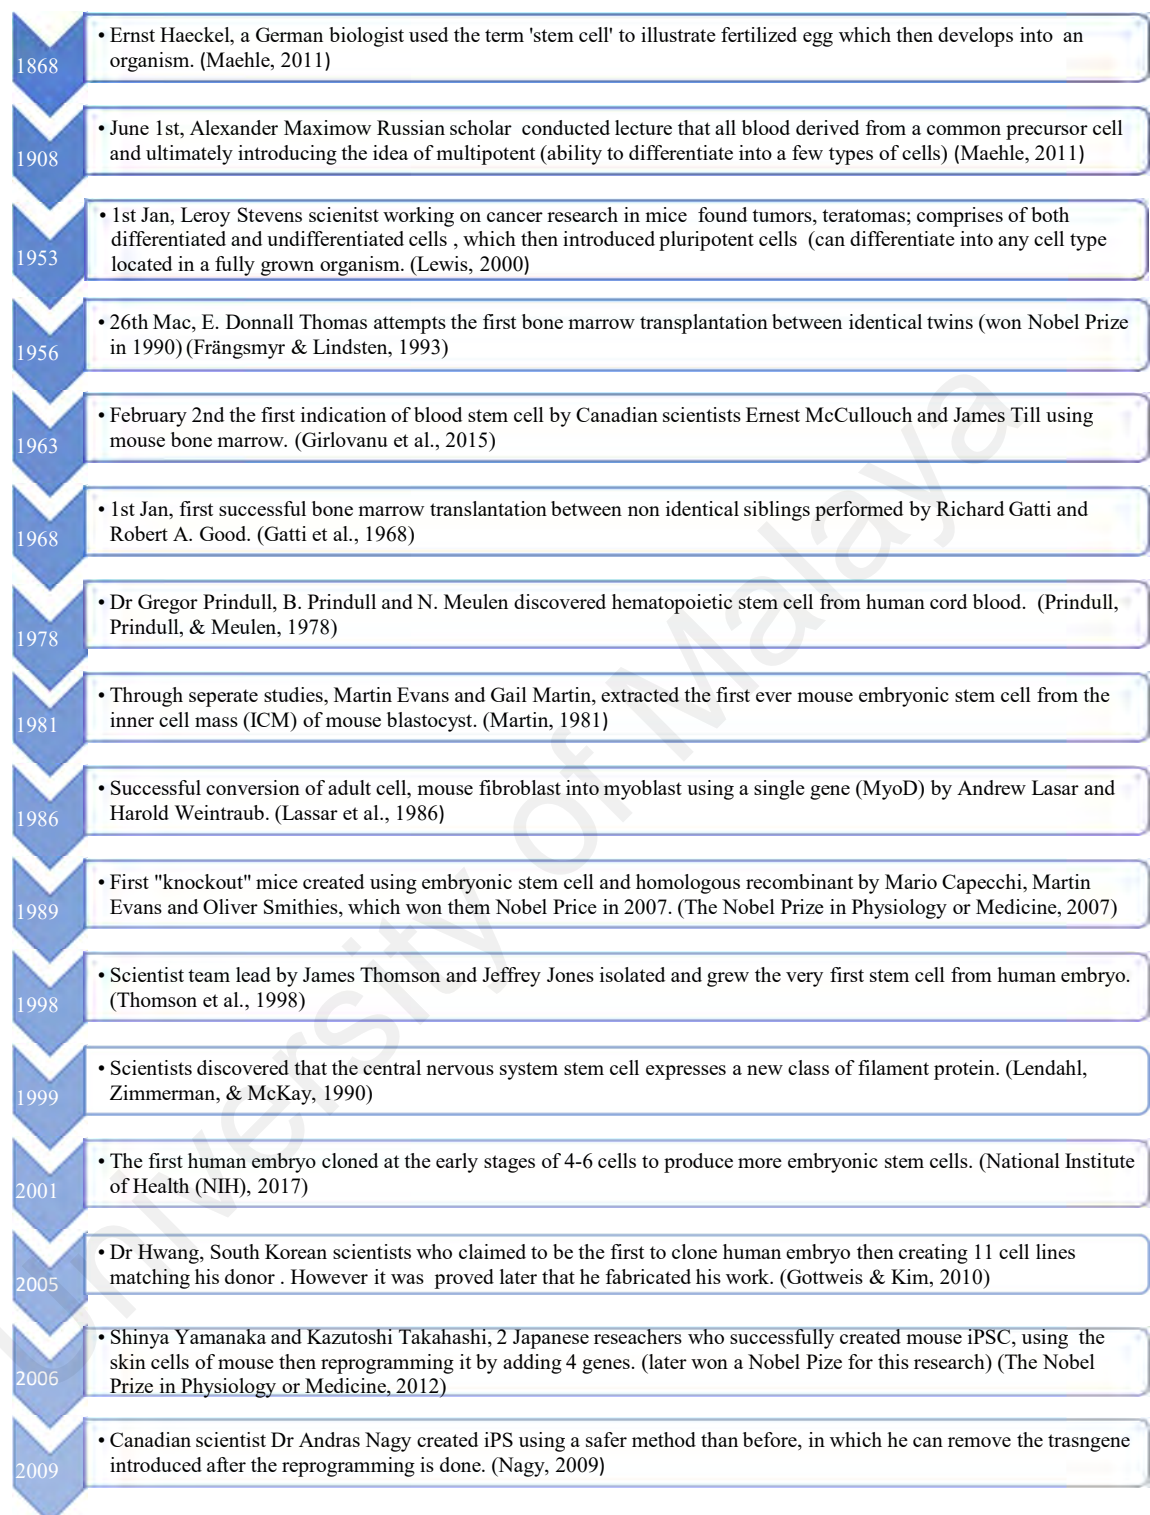 1868
• Ernst Haeckel, a German biologist used the term 'stem cell' to illustrate fertilized egg which then develops into an
organism. (Maehle, 2011)
1908
• June 1st, Alexander Maximow Russian scholar conducted lecture that all blood derived from a common precursor cell
and ultimately introducing the idea of multipotent (ability to differentiate into a few types of cells) (Maehle, 2011)
1953
• 1st Jan, Leroy Stevens scienitst working on cancer research in mice found tumors, teratomas; comprises of both
differentiated and undifferentiated cells , which then introduced pluripotent cells (can differentiate into any cell type
located in a fully grown organism. (Lewis, 2000)
1956
• 26th Mac, E. Donnall Thomas attempts the first bone marrow transplantation between identical twins (won Nobel Prize
in 1990) (Frängsmyr & Lindsten, 1993)
1963
• February 2nd the first indication of blood stem cell by Canadian scientists Ernest McCullouch and James Till using
mouse bone marrow. (Girlovanu et al., 2015)
1968
• 1st Jan, first successful bone marrow translantation between non identical siblings performed by Richard Gatti and
Robert A. Good. (Gatti et al., 1968)
1978
• Dr Gregor Prindull, B. Prindull and N. Meulen discovered hematopoietic stem cell from human cord blood. (Prindull,
Prindull, & Meulen, 1978)
1981
• Through seperate studies, Martin Evans and Gail Martin, extracted the first ever mouse embryonic stem cell from the
inner cell mass (ICM) of mouse blastocyst. (Martin, 1981)
1986
• Successful conversion of adult cell, mouse fibroblast into myoblast using a single gene (MyoD) by Andrew Lasar and
Harold Weintraub. (Lassar et al., 1986)
1989
• First "knockout" mice created using embryonic stem cell and homologous recombinant by Mario Capecchi, Martin
Evans and Oliver Smithies, which won them Nobel Price in 2007. (The Nobel Prize in Physiology or Medicine, 2007)
1998
• Scientist team lead by James Thomson and Jeffrey Jones isolated and grew the very first stem cell from human embryo.
(Thomson et al., 1998)
1999
• Scientists discovered that the central nervous system stem cell expresses a new class of filament protein. (Lendahl,
Zimmerman, & McKay, 1990)
2001
• The first human embryo cloned at the early stages of 4-6 cells to produce more embryonic stem cells. (National Institute
of Health (NIH), 2017)
2005
• Dr Hwang, South Korean scientists who claimed to be the first to clone human embryo then creating 11 cell lines
matching his donor . However it was proved later that he fabricated his work. (Gottweis & Kim, 2010)
2006
• Shinya Yamanaka and Kazutoshi Takahashi, 2 Japanese reseachers who successfully created mouse iPSC, using the
skin cells of mouse then reprogramming it by adding 4 genes. (later won a Nobel Pize for this research) (The Nobel
Prize in Physiology or Medicine, 2012)
2009
• Canadian scientist Dr Andras Nagy created iPS using a safer method than before, in which he can remove the trasngene
introduced after the reprogramming is done. (Nagy, 2009)
University of Malaya